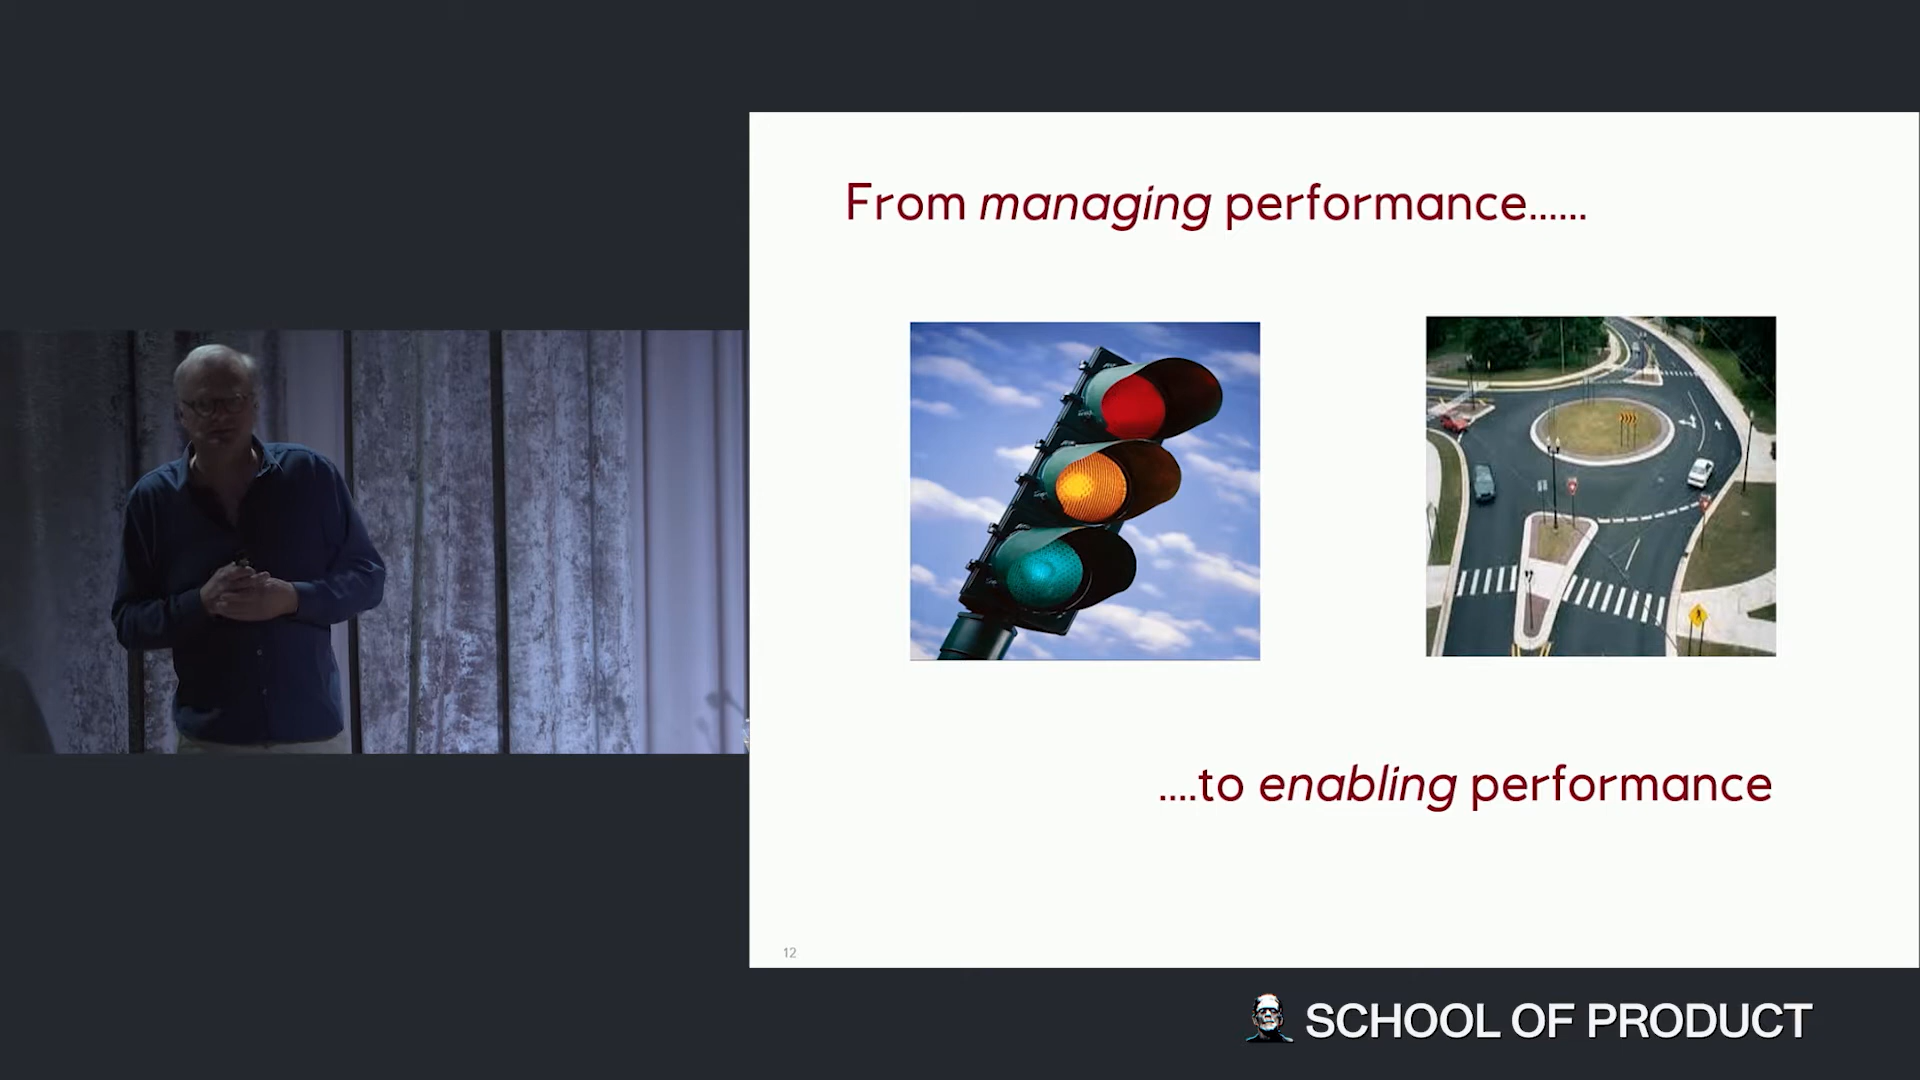 From managing performance......
....to enabling performance
12
SCHOOL OF PRODUCT